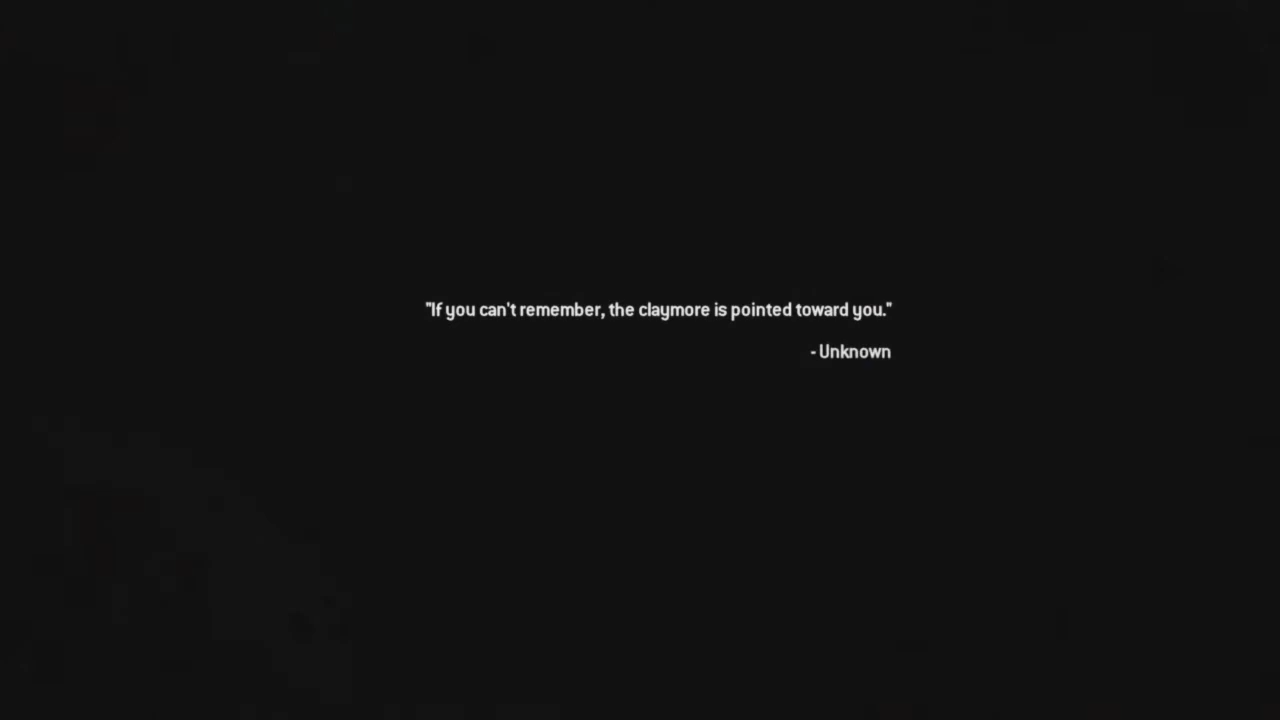 "If you can't remember, the claymore is pointed toward you."
- Unknown